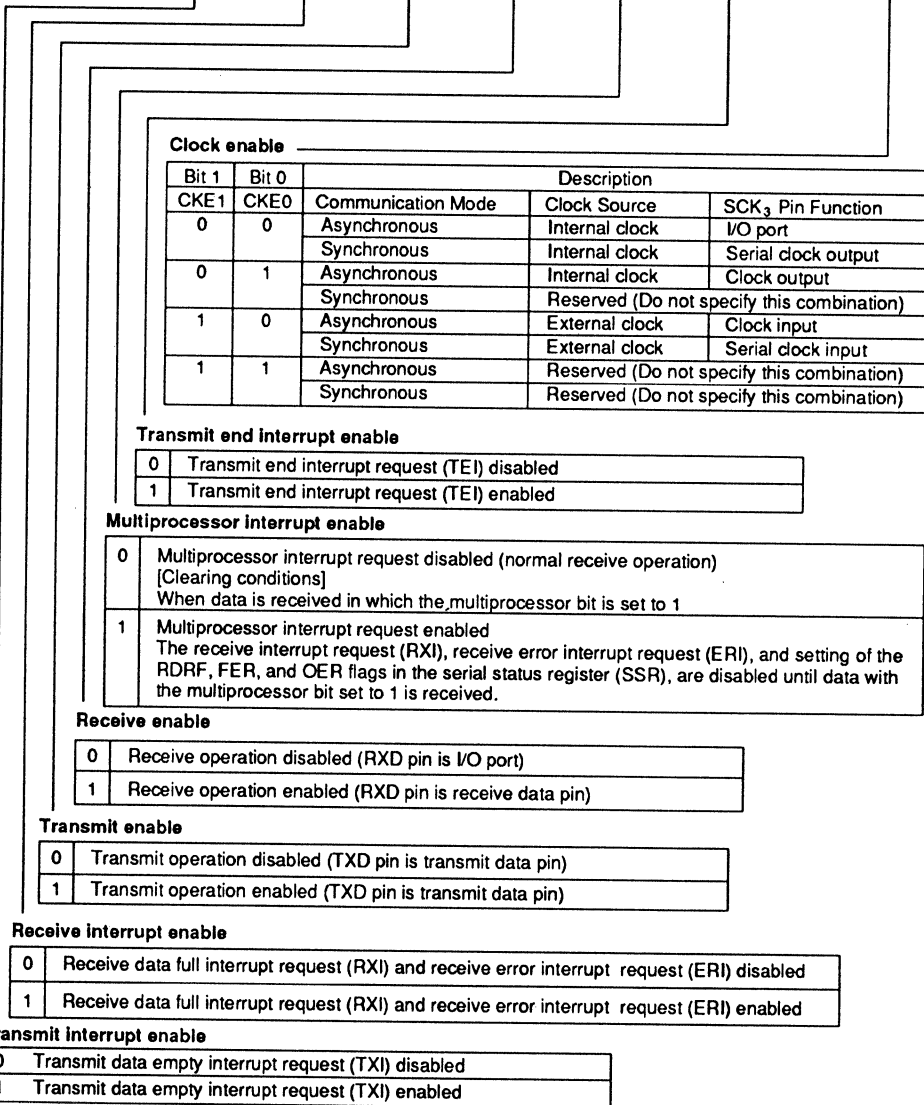 Clock enable
Bit 1 Bit 0 Description
CKE1 CKE0 Communication Mode Clock Source SCK₃ Pin Function
0 0 Asynchronous Internal clock I/O port
Synchronous Internal clock Serial clock output
0 1 Asynchronous Internal clock Clock output
Synchronous Reserved (Do not specify this combination)
1 0 Asynchronous External clock Clock input
Synchronous External clock Serial clock input
1 1 Asynchronous Reserved (Do not specify this combination)
Synchronous Reserved (Do not specify this combination)
Transmit end interrupt enable
0 Transmit end interrupt request (TEI) disabled
1 Transmit end interrupt request (TEI) enabled
Multiprocessor interrupt enable
0 Multiprocessor interrupt request disabled (normal receive operation)
[Clearing conditions]
When data is received in which the multiprocessor bit is set to 1
1 Multiprocessor interrupt request enabled
The receive interrupt request (RXI), receive error interrupt request (ERI), and setting of the
RDRF, FER, and OER flags in the serial status register (SSR), are disabled until data with
the multiprocessor bit set to 1 is received.
Receive enable
0 Receive operation disabled (RXD pin is I/O port)
1 Receive operation enabled (RXD pin is receive data pin)
Transmit enable
0 Transmit operation disabled (TXD pin is transmit data pin)
1 Transmit operation enabled (TXD pin is transmit data pin)
Receive interrupt enable
0 Receive data full interrupt request (RXI) and receive error interrupt request (ERI) disabled
1 Receive data full interrupt request (RXI) and receive error interrupt request (ERI) enabled
ansmit interrupt enable
0 Transmit data empty interrupt request (TXI) disabled
Transmit data empty interrupt request (TXI) enabled